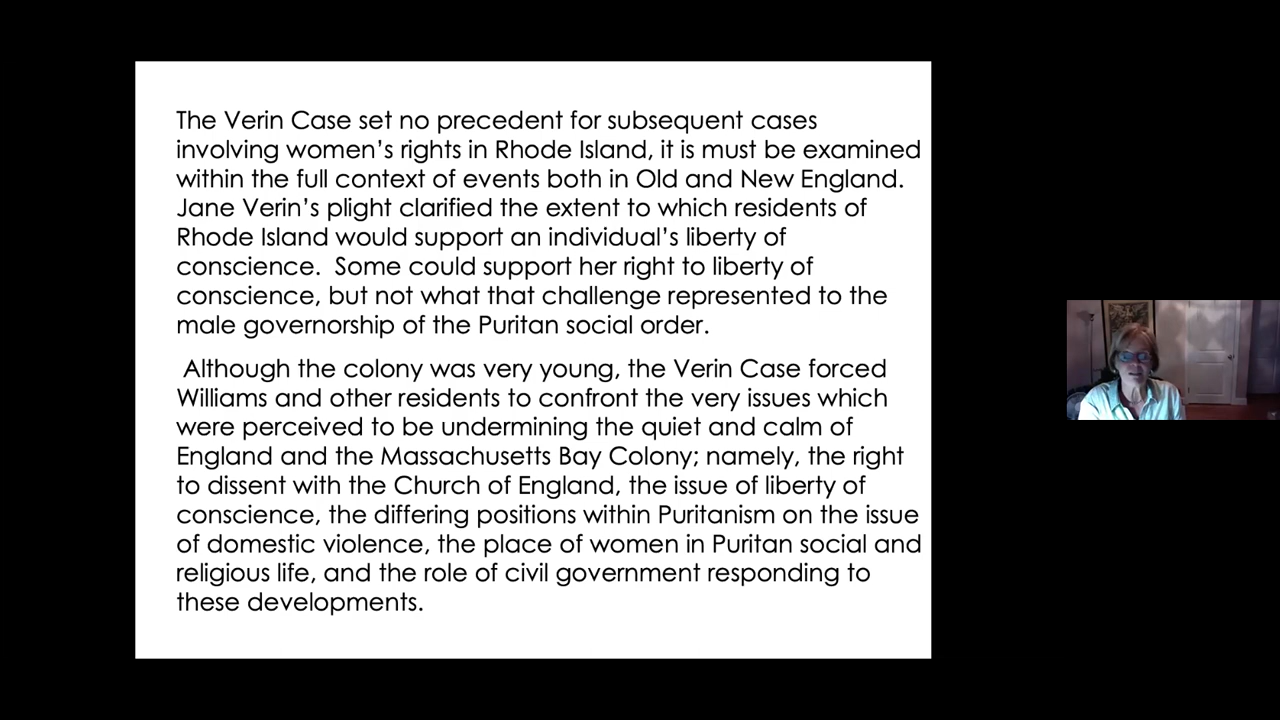 The Verin Case set no precedent for subsequent cases
involving women's rights in Rhode Island, it is must be examined
within the full context of events both in Old and New England.
Jane Verin's plight clarified the extent to which residents of
Rhode Island would support an individual's liberty of
conscience.  Some could support her right to liberty of
conscience, but not what that challenge represented to the
male governorship of the Puritan social order.
Although the colony was very young, the Verin Case forced
Williams and other residents to confront the very issues which
were perceived to be undermining the quiet and calm of
England and the Massachusetts Bay Colony; namely, the right
to dissent with the Church of England, the issue of liberty of
conscience, the differing positions within Puritanism on the issue
of domestic violence, the place of women in Puritan social and
religious life, and the role of civil government responding to
these developments.